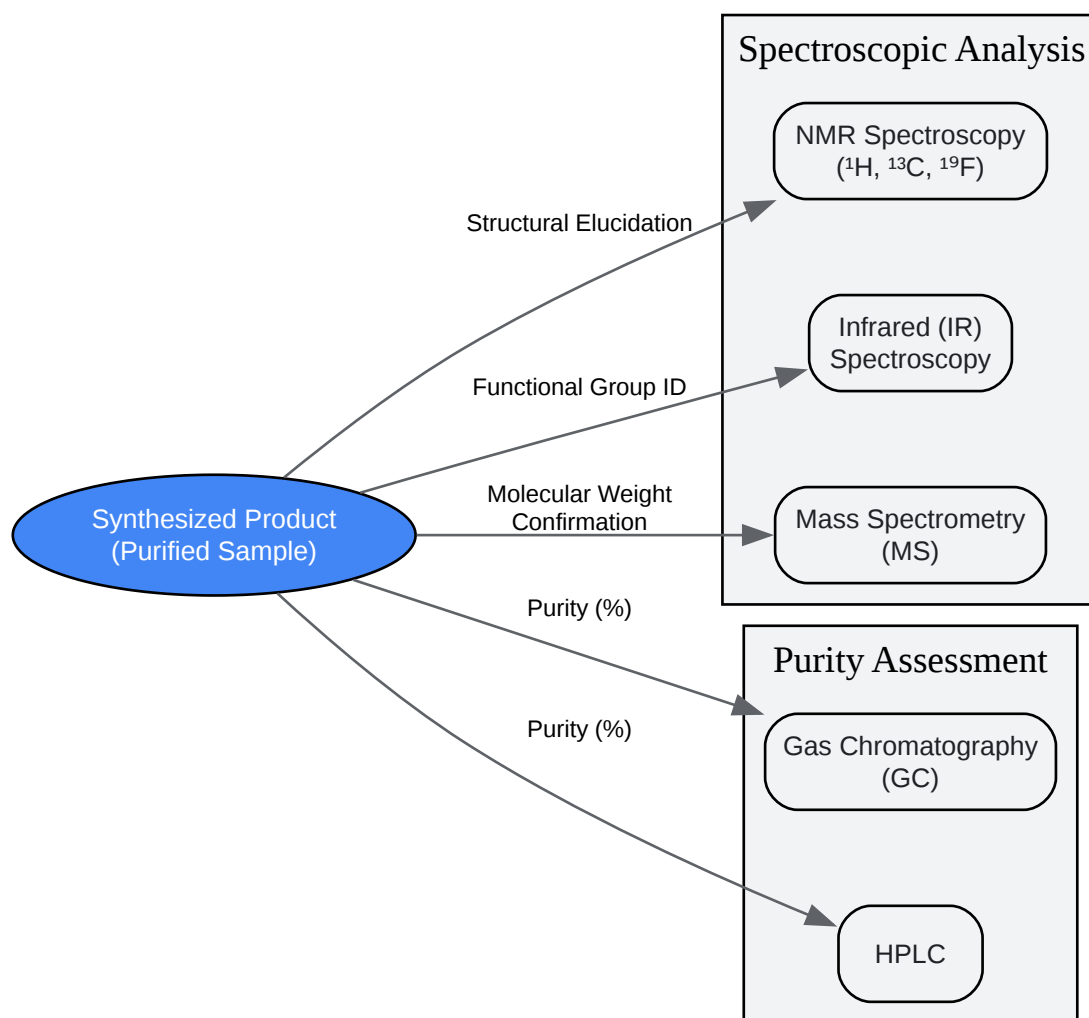 Spectroscopic Analysis
NMR Spectroscopy
(¹H, ¹³C, ¹⁹F)
Structural Elucidation
Infrared (IR)
Spectroscopy
Functional Group ID
Molecular Weight
Confirmation
Mass Spectrometry
(MS)
Synthesized Product
(Purified Sample)
Purity (%)
Purity Assessment
Gas Chromatography
(GC)
Purity (%)
HPLC